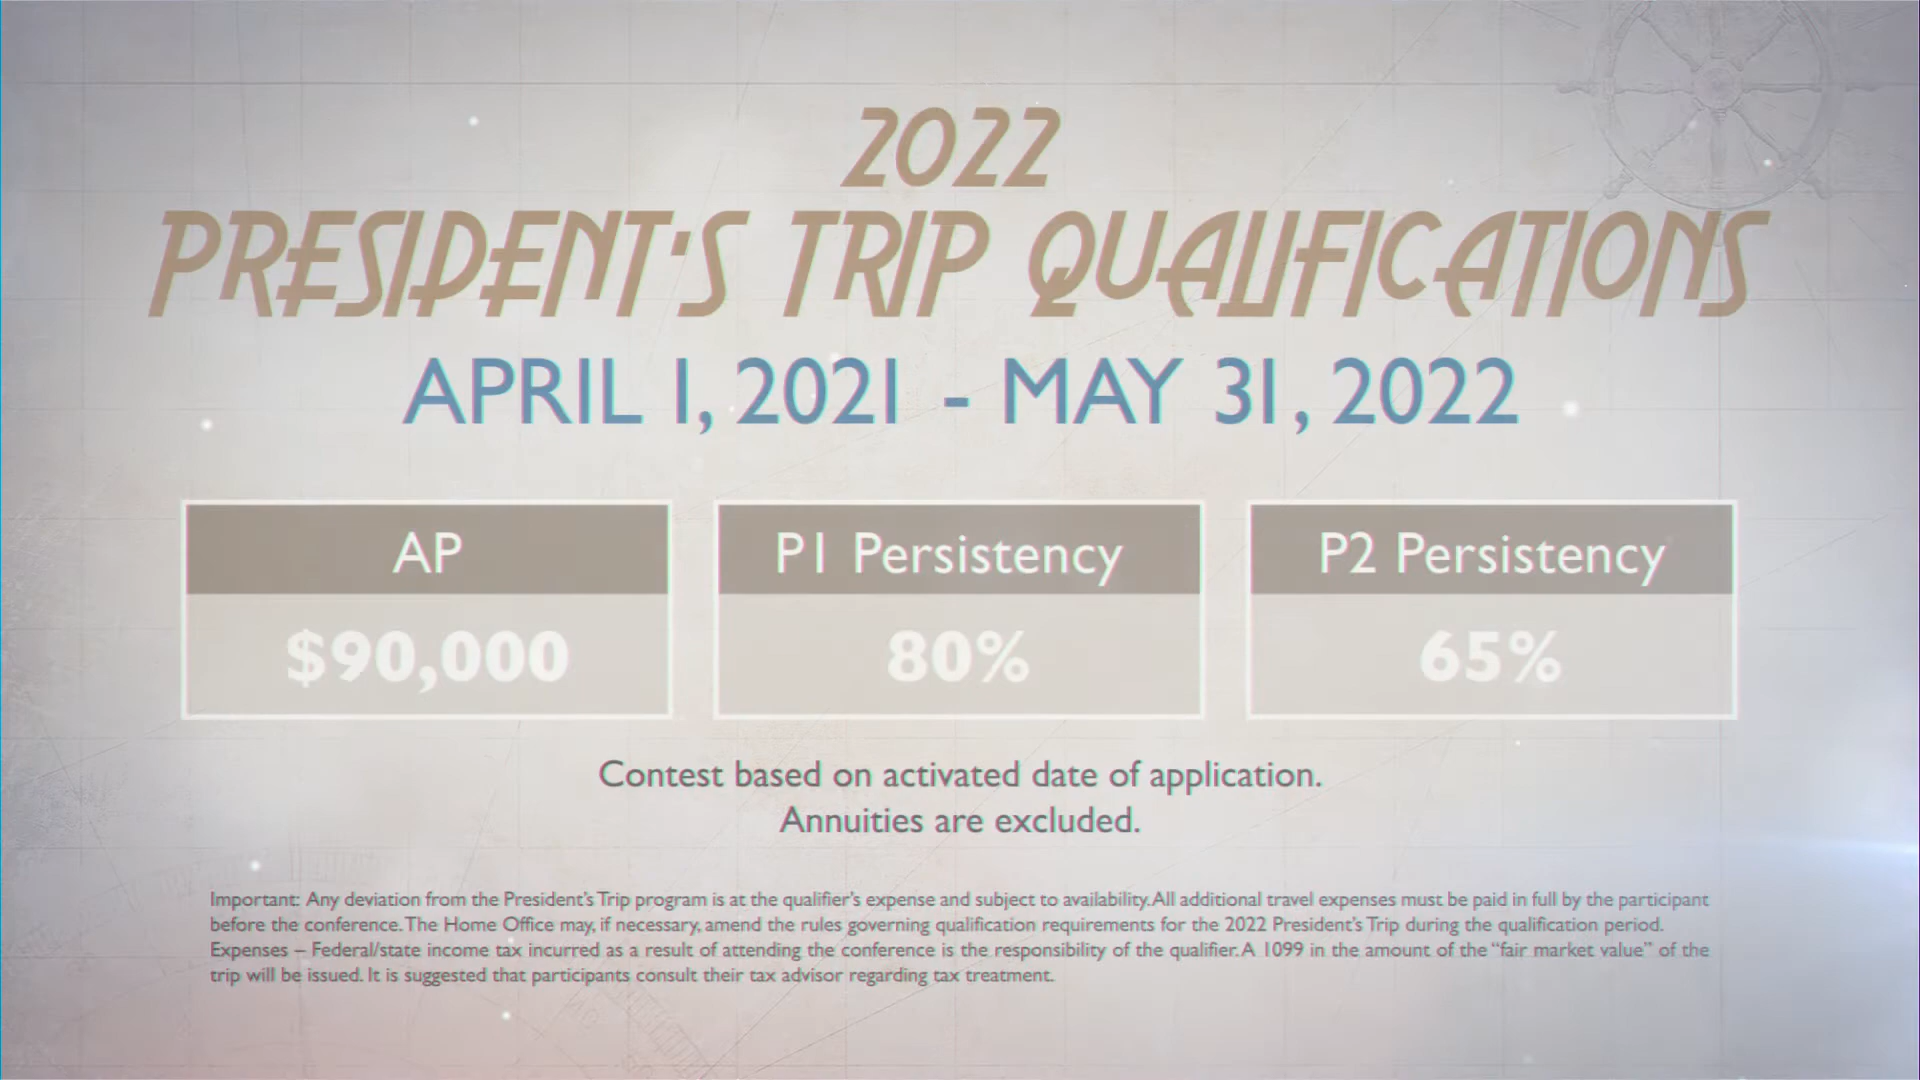 2022
PRESIDENT'S TRIP QUALIFICATIONS
APRIL 1, 2021 - MAY 31, 2022
AP
P1 Persistency
P2 Persistency
$90,000
80%
65%
Contest based on activated date of application.
Annuities are excluded.
Important: Any deviation from the President's Trip program is at the qualifier's expense and subject to availability. All additional travel expenses must be paid in full by the participant
before the conference. The Home Office may, if necessary, amend the rules governing qualification requirements for the 2022 President's Trip during the qualification period.
Expenses – Federal/state income tax incurred as a result of attending the conference is the responsibility of the qualifier. A 1099 in the amount of the “fair market value” of the
trip will be issued. It is suggested that participants consult their tax advisor regarding tax treatment.